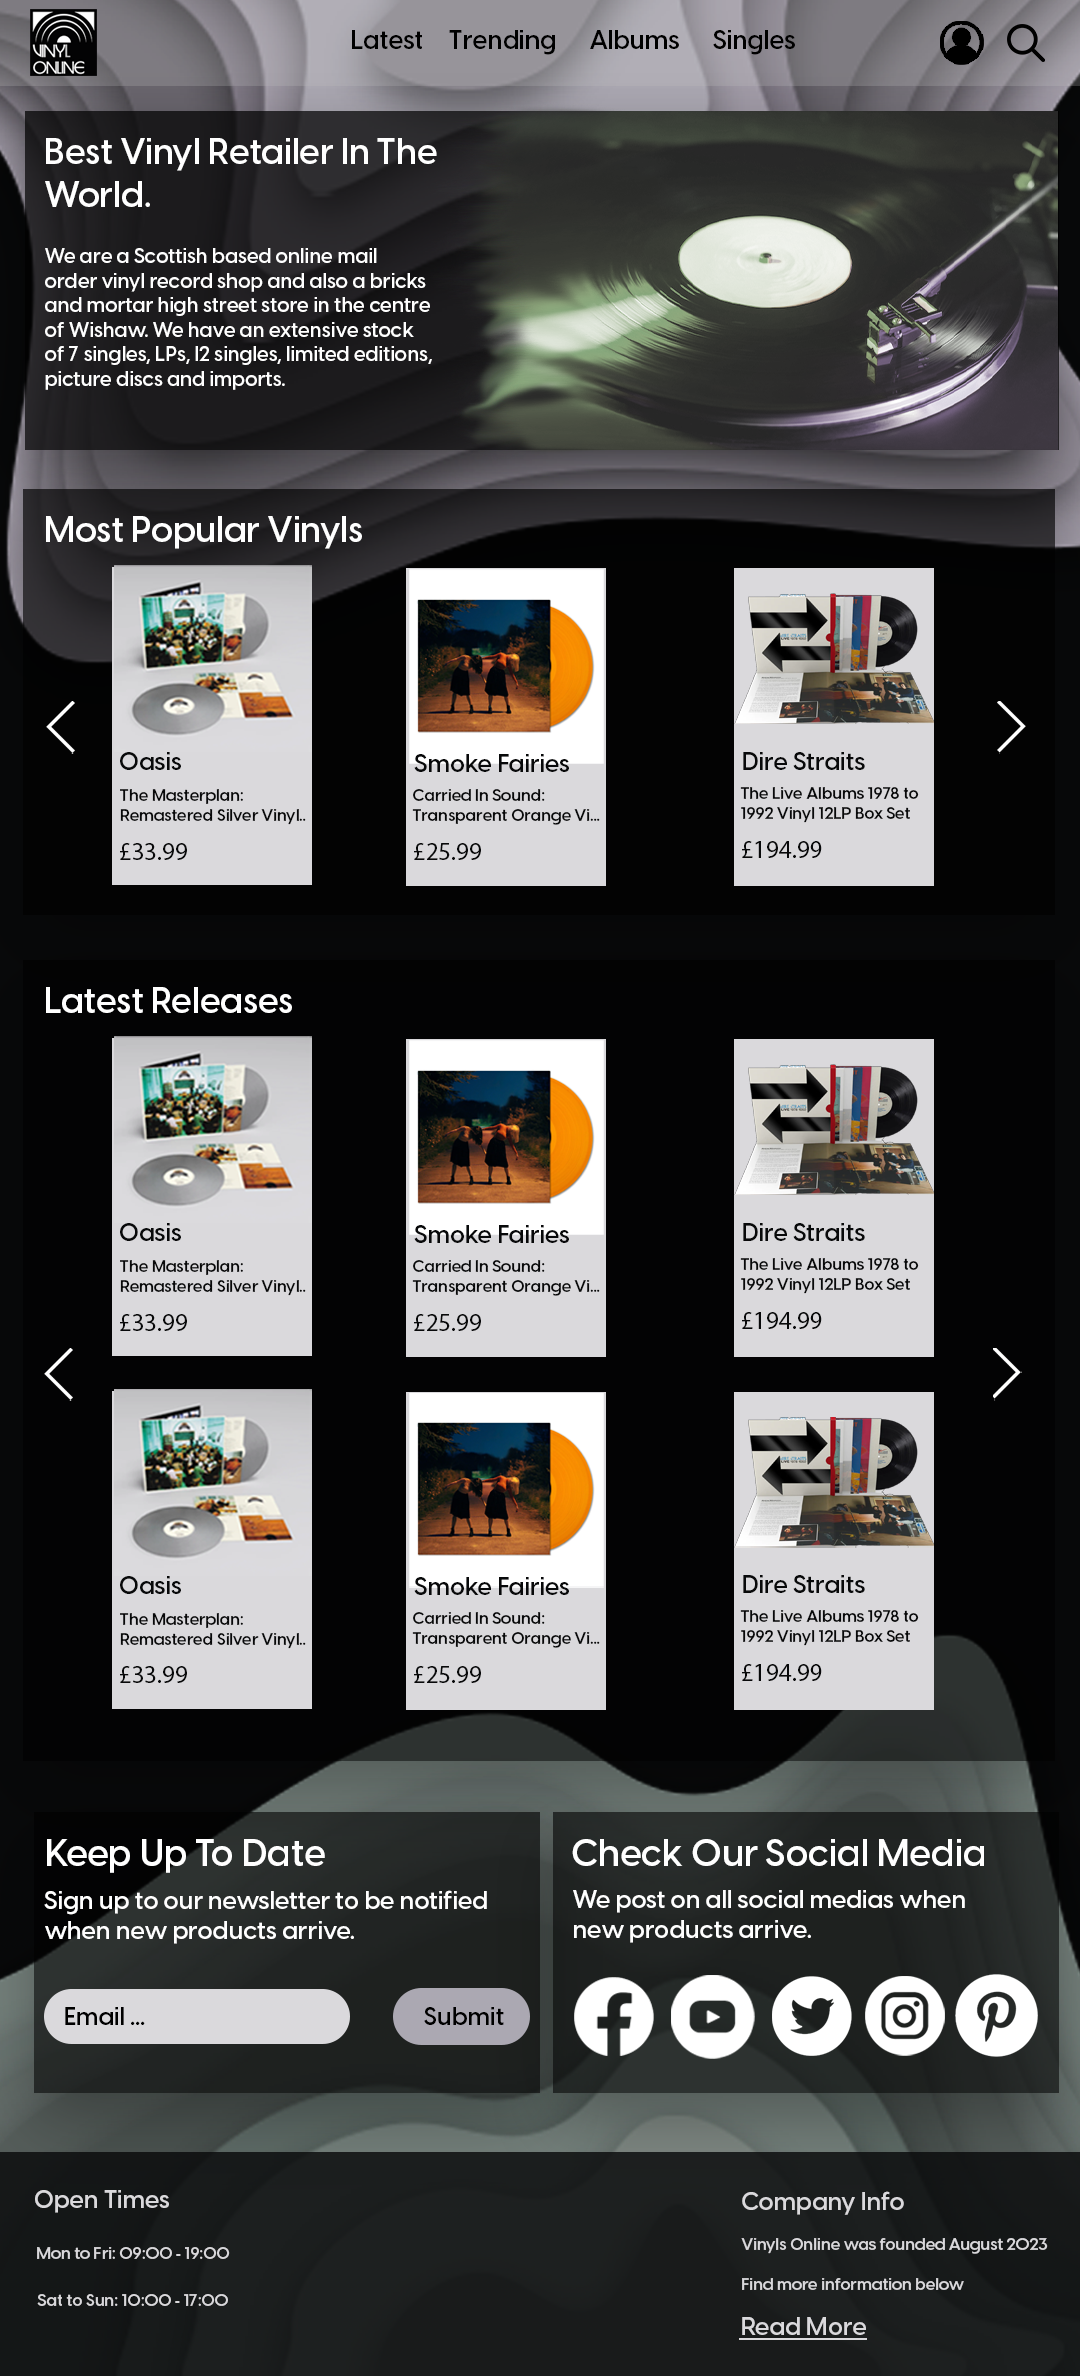 VINYL
ONLINE
Latest Trending Albums Singles
Best Vinyl Retailer In The
World.
We are a Scottish based online mail
order vinyl record shop and also a bricks
and mortar high street store in the centre
of Wishaw. We have an extensive stock
of 7 singles, LPs, 12 singles, limited editions,
picture discs and imports.
Most Popular Vinyls
Oasis
The Masterplan:
Remastered Silver Vinyl..
£33.99
Smoke Fairies
Carried In Sound:
Transparent Orange Vi...
£25.99
Dire Straits
The Live Albums 1978 to
1992 Vinyl 12LP Box Set
£194.99
Latest Releases
Oasis
The Masterplan:
Remastered Silver Vinyl..
£33.99
Smoke Fairies
Carried In Sound:
Transparent Orange Vi...
£25.99
Dire Straits
The Live Albums 1978 to
1992 Vinyl 12LP Box Set
£194.99
Oasis
The Masterplan:
Remastered Silver Vinyl..
£33.99
Smoke Fairies
Carried In Sound:
Transparent Orange Vi...
£25.99
Dire Straits
The Live Albums 1978 to
1992 Vinyl 12LP Box Set
£194.99
Keep Up To Date
Sign up to our newsletter to be notified
when new products arrive.
Email ...
Submit
Check Our Social Media
We post on all social medias when
new products arrive.
Open Times
Mon to Fri: 09:00 - 19:00
Sat to Sun: 10:00 - 17:00
Company Info
Vinyls Online was founded August 2023
Find more information below
Read More